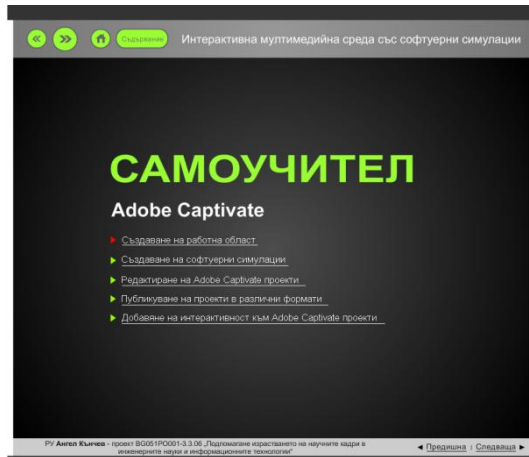 « » Съдържание Интерактивна мултимедийна среда със софтуерни симулации
САМОУЧИТЕЛ
Adobe Captivate
Създаване на работна област
Създаване на софтуерни симулации
Редактиране на Adobe Captivate проекти
Публикуване на проекти в различни формати
Добавяне на интерактивност към Adobe Captivate проекти
РУ Ангел Кънчев - проект BG051PO001-3.3.06 „Подпомагане израстването на научните кадри в
инженерните науки и информационните технологии"
◄ Предишна : Следваща ►